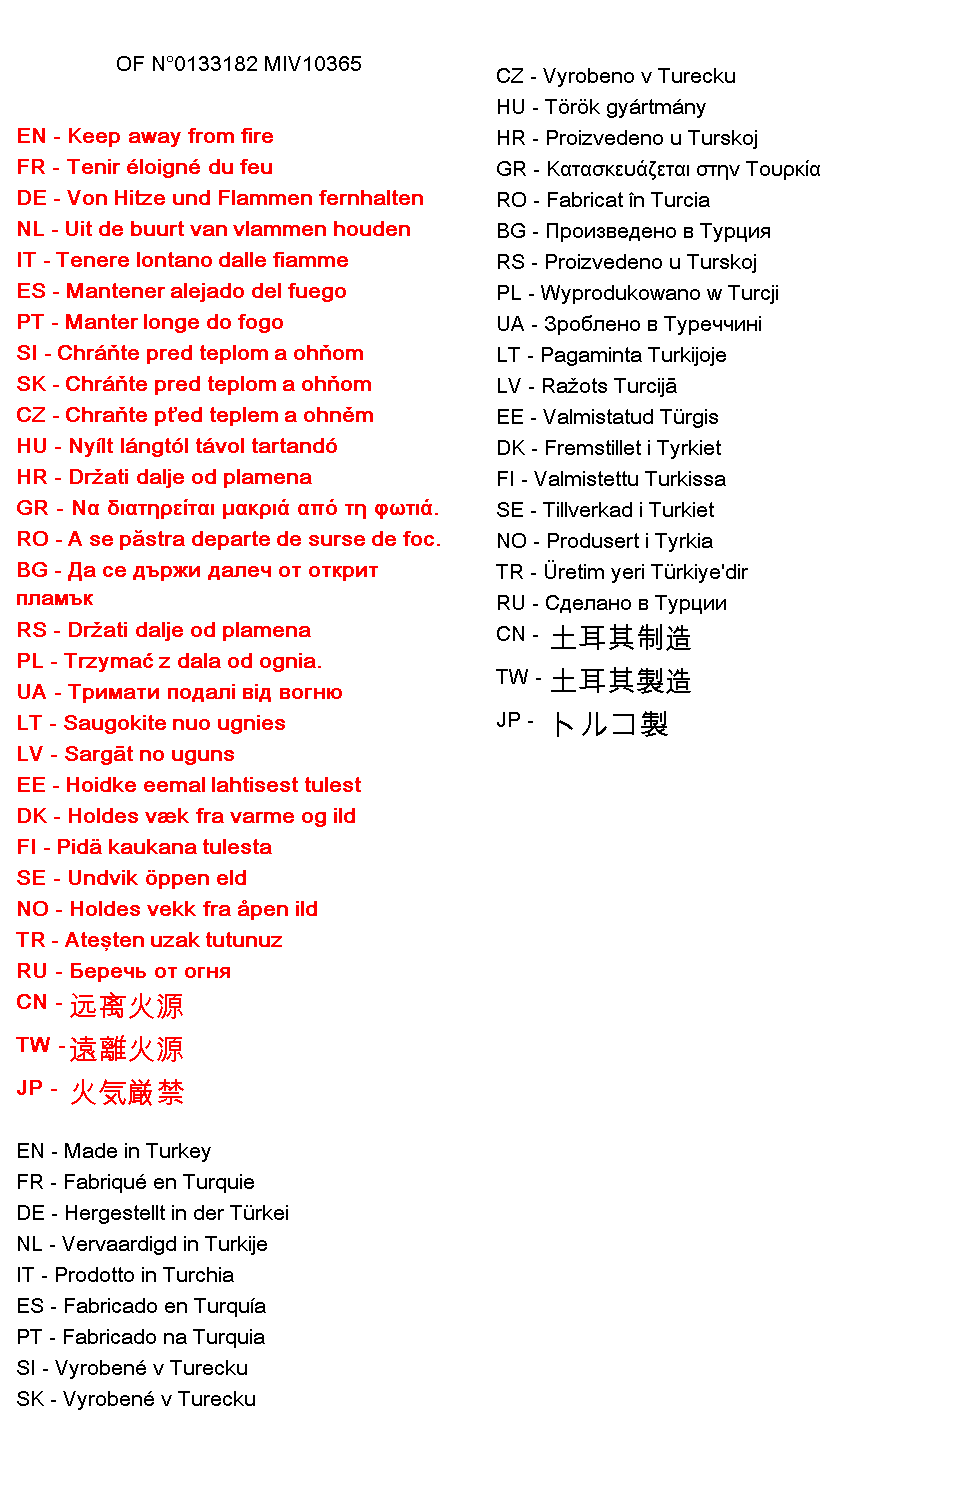 OF N°0133182 MIV10365
EN - Keep away from fire
FR - Tenir éloigné du feu
DE - Von Hitze und Flammen fernhalten
NL - Uit de buurt van vlammen houden
IT - Tenere lontano dalle fiamme
ES - Mantener alejado del fuego
PT - Manter longe do fogo
SI - Chráňte pred teplom a ohňom
SK - Chráňte pred teplom a ohňom
CZ - Chraňte pťed teplem a ohněm
HU - Nyílt lángtól távol tartandó
HR - Držati dalje od plamena
GR - Να διατηρείται μακριά από τη φωτιά.
RO - A se păstra departe de surse de foc.
BG - Да се държи далеч от открит
пламък
RS - Držati dalje od plamena
PL - Trzymać z dala od ognia.
UA - Тримати подалі від вогню
LT - Saugokite nuo ugnies
LV - Sargāt no uguns
EE - Hoidke eemal lahtisest tulest
DK - Holdes væk fra varme og ild
FI - Pidä kaukana tulesta
SE - Undvik öppen eld
NO - Holdes vekk fra åpen ild
TR - Ateşten uzak tutunuz
RU - Беречь от огня
CN - 远离火源
TW - 遠離火源
JP - 火気厳禁
EN - Made in Turkey
FR - Fabriqué en Turquie
DE - Hergestellt in der Türkei
NL - Vervaardigd in Turkije
IT - Prodotto in Turchia
ES - Fabricado en Turquía
PT - Fabricado na Turquia
SI - Vyrobené v Turecku
SK - Vyrobené v Turecku
CZ - Vyrobeno v Turecku
HU - Török gyártmány
HR - Proizvedeno u Turskoj
GR - Κατασκευάζεται στην Τουρκία
RO - Fabricat în Turcia
BG - Произведено в Турция
RS - Proizvedeno u Turskoj
PL - Wyprodukowano w Turcji
UA - Зроблено в Туреччині
LT - Pagaminta Turkijoje
LV - Ražots Turcijā
EE - Valmistatud Türgis
DK - Fremstillet i Tyrkiet
FI - Valmistettu Turkissa
SE - Tillverkad i Turkiet
NO - Produsert i Tyrkia
TR - Üretim yeri Türkiye'dir
RU - Сделано в Турции
CN - 土耳其制造
TW - 土耳其製造
JP - トルコ製